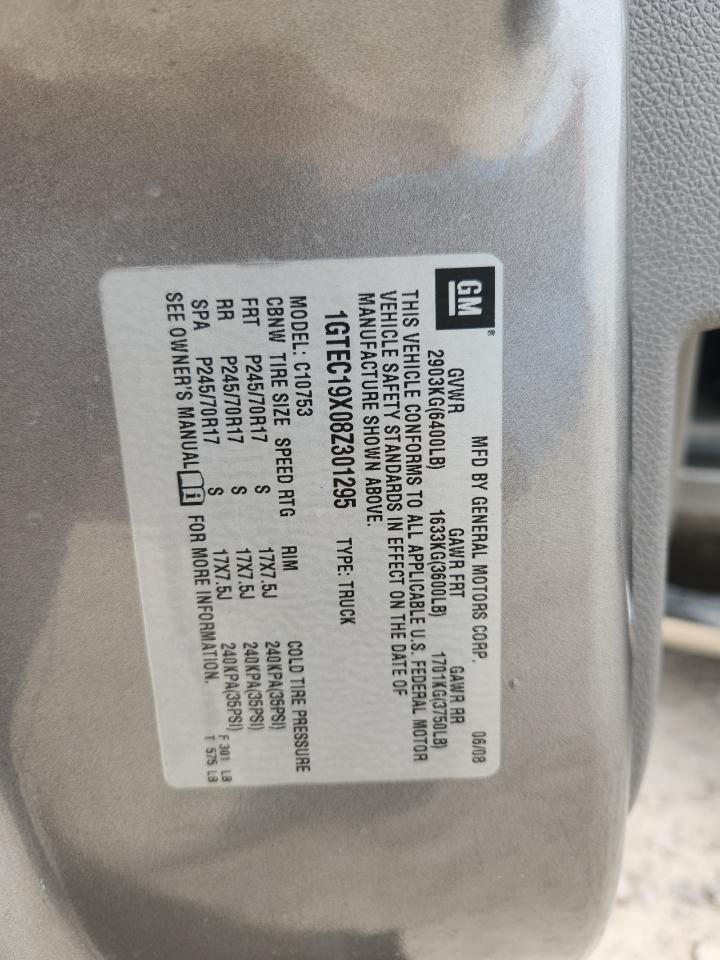 GM®
MFD BY GENERAL MOTORS CORP. 06/08
GVWR GAWR FRT GAWR RR
2903KG(6400LB) 1633KG(3600LB) 1701KG(3750LB)
THIS VEHICLE CONFORMS TO ALL APPLICABLE U.S. FEDERAL MOTOR
VEHICLE SAFETY STANDARDS IN EFFECT ON THE DATE OF
MANUFACTURE SHOWN ABOVE.
1GTEC19X08Z301295 TYPE: TRUCK
MODEL: C10753
CBNW TIRE SIZE SPEED RTG RIM COLD TIRE PRESSURE
FRT P245/70R17 S 17X7.5J 240KPA(35PSI)
RR P245/70R17 S 17X7.5J 240KPA(35PSI)
SPA P245/70R17 S 17X7.5J 240KPA(35PSI)
SEE OWNER'S MANUAL i FOR MORE INFORMATION.
F 301 LB
T 575 LB